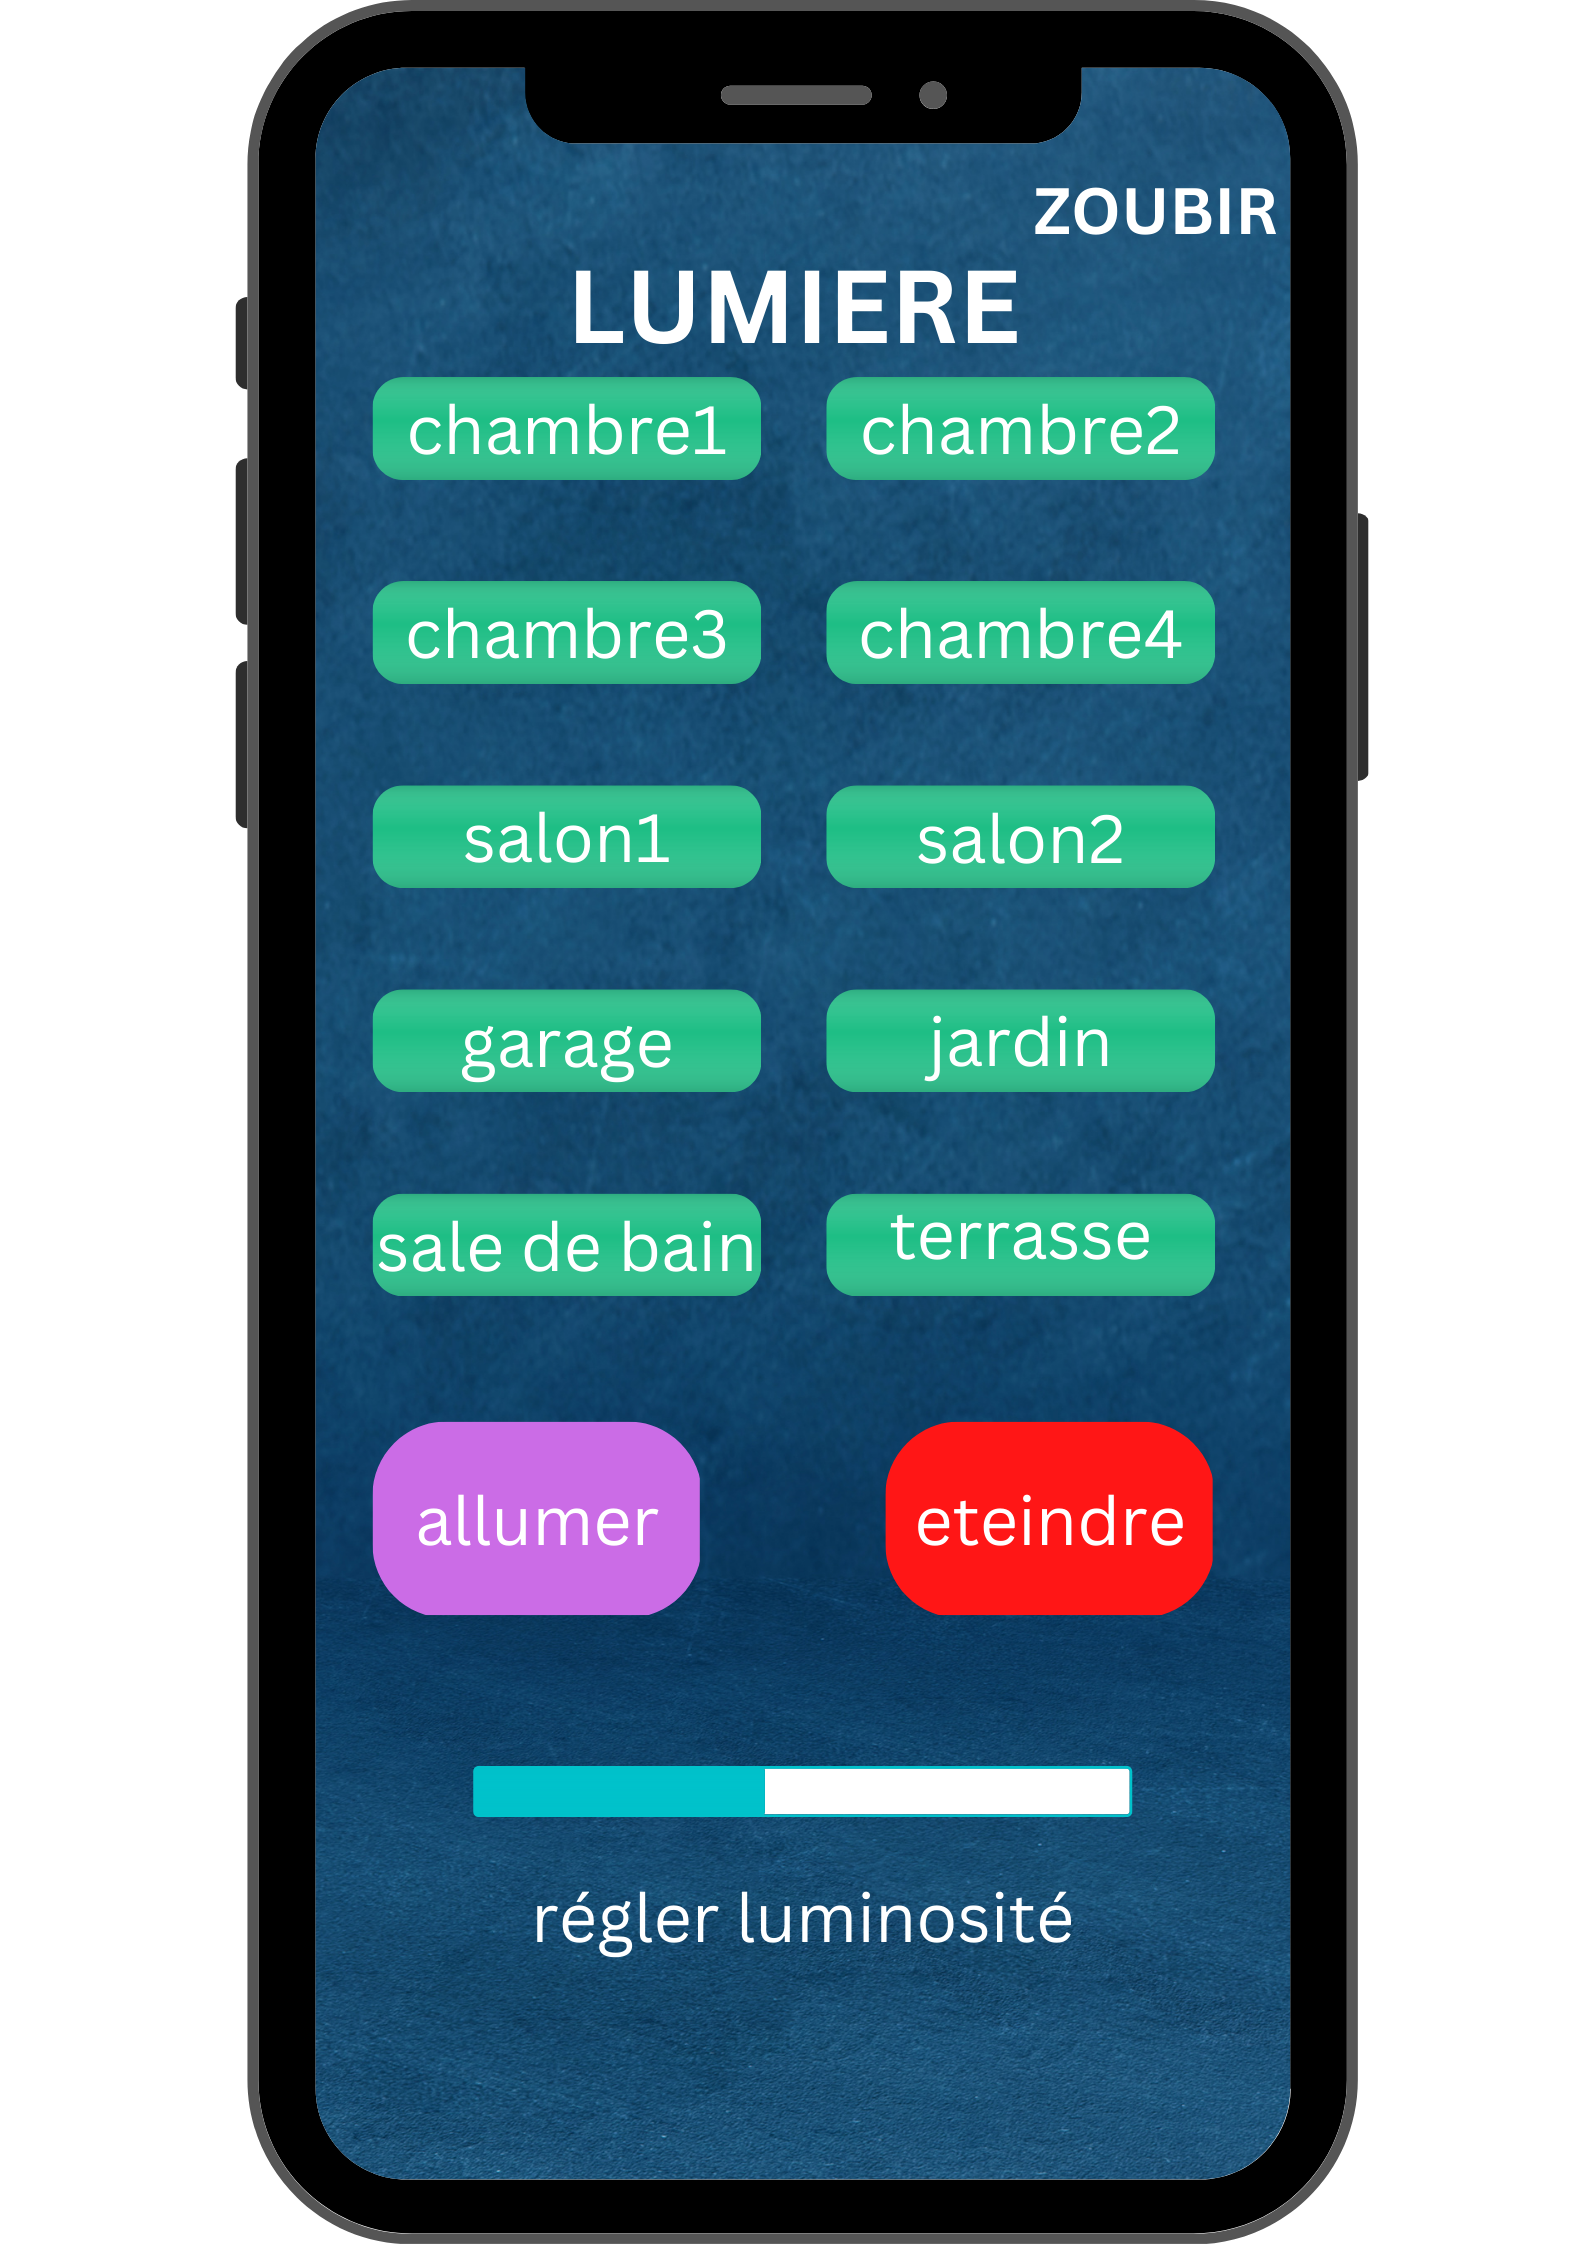 ZOUBIR
LUMIERE
chambre1
chambre2
chambre3
chambre4
salon1
salon2
garage
jardin
sale de bain
terrasse
allumer
eteindre
régler luminosité